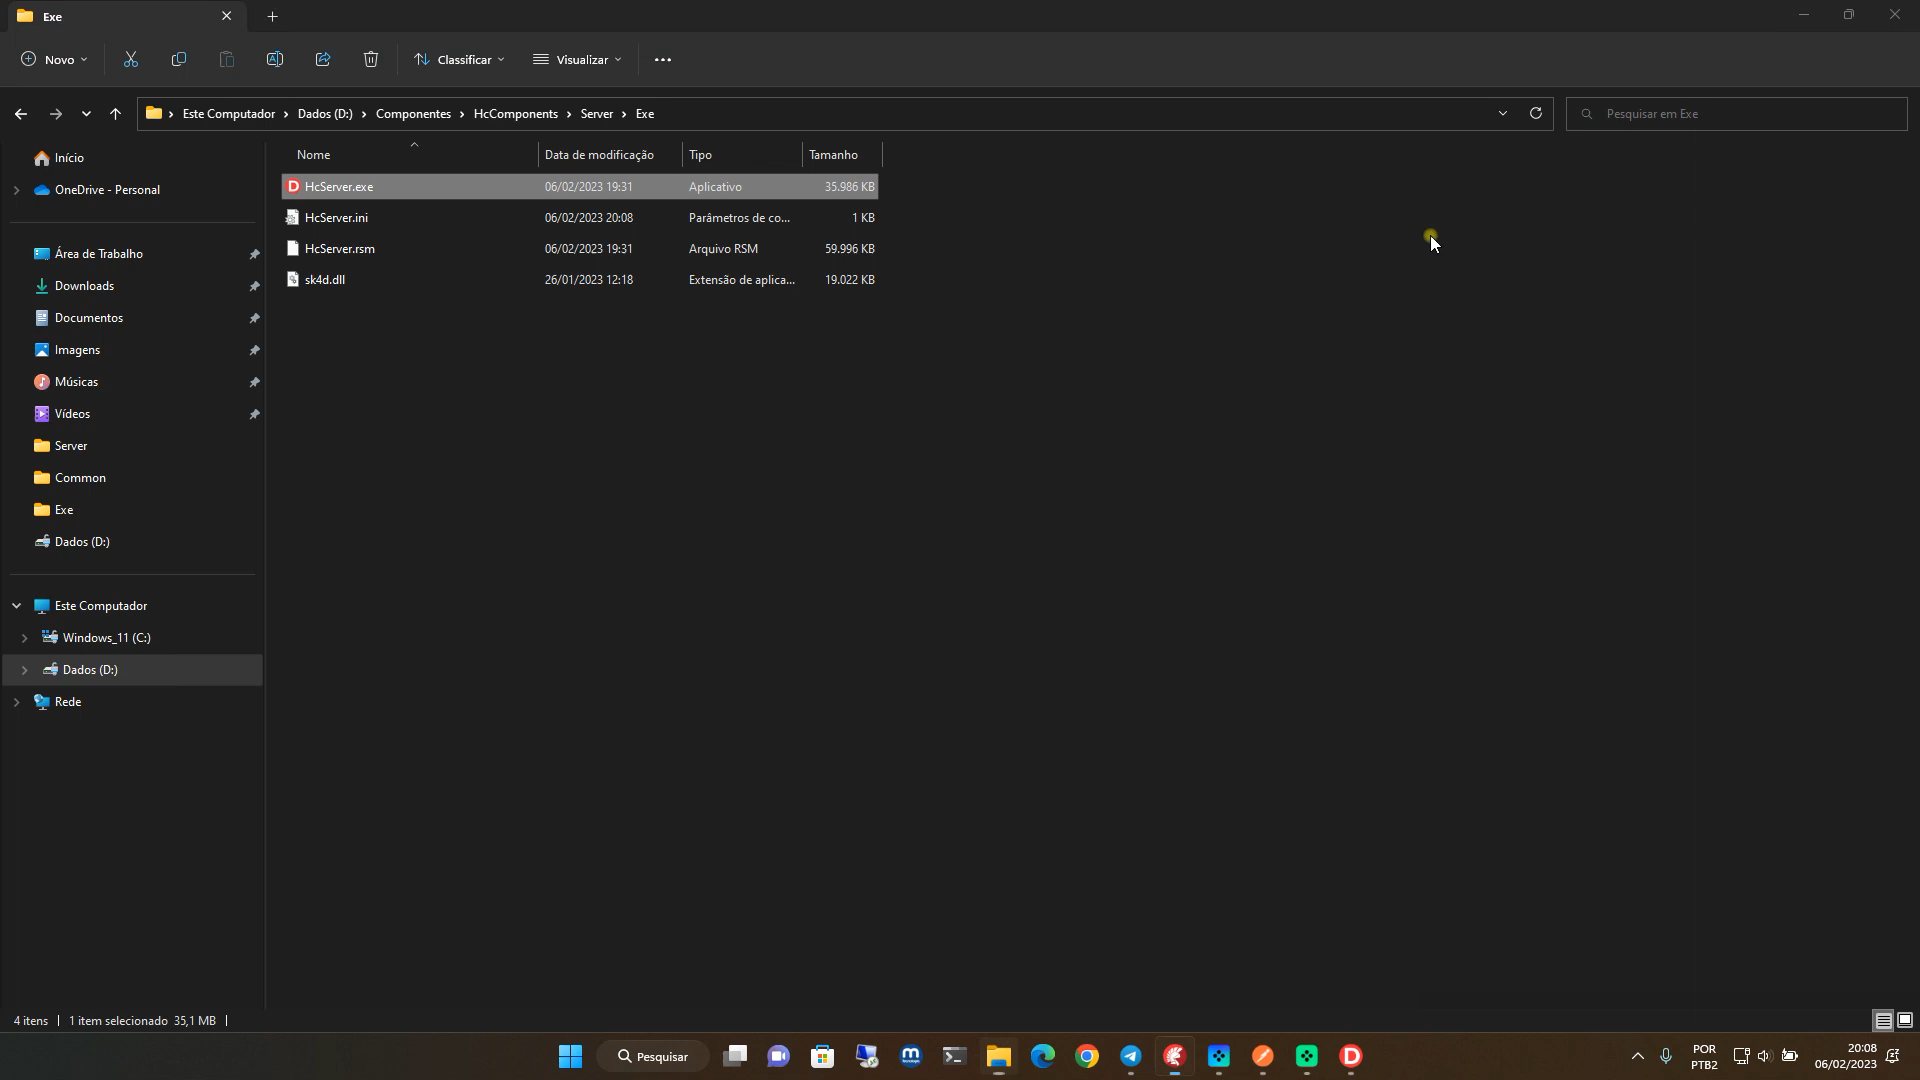 Exe
Novo
Classificar
Visualizar
Este Computador > Dados (D:) > Componentes > HcComponents > Server > Exe
Pesquisar em Exe
Início
OneDrive - Personal
Área de Trabalho
Downloads
Documentos
Imagens
Músicas
Vídeos
Server
Common
Exe
Dados (D:)
Este Computador
Windows_11 (C:)
Dados (D:)
Rede
Nome Data de modificação Tipo Tamanho
HcServer.exe 06/02/2023 19:31 Aplicativo 35.986 KB
HcServer.ini 06/02/2023 20:08 Parâmetros de co... 1 KB
HcServer.rsm 06/02/2023 19:31 Arquivo RSM 59.996 KB
sk4d.dll 26/01/2023 12:18 Extensão de aplica... 19.022 KB
4 itens | 1 item selecionado 35,1 MB |
Pesquisar
POR
PTB2
20:08
06/02/2023